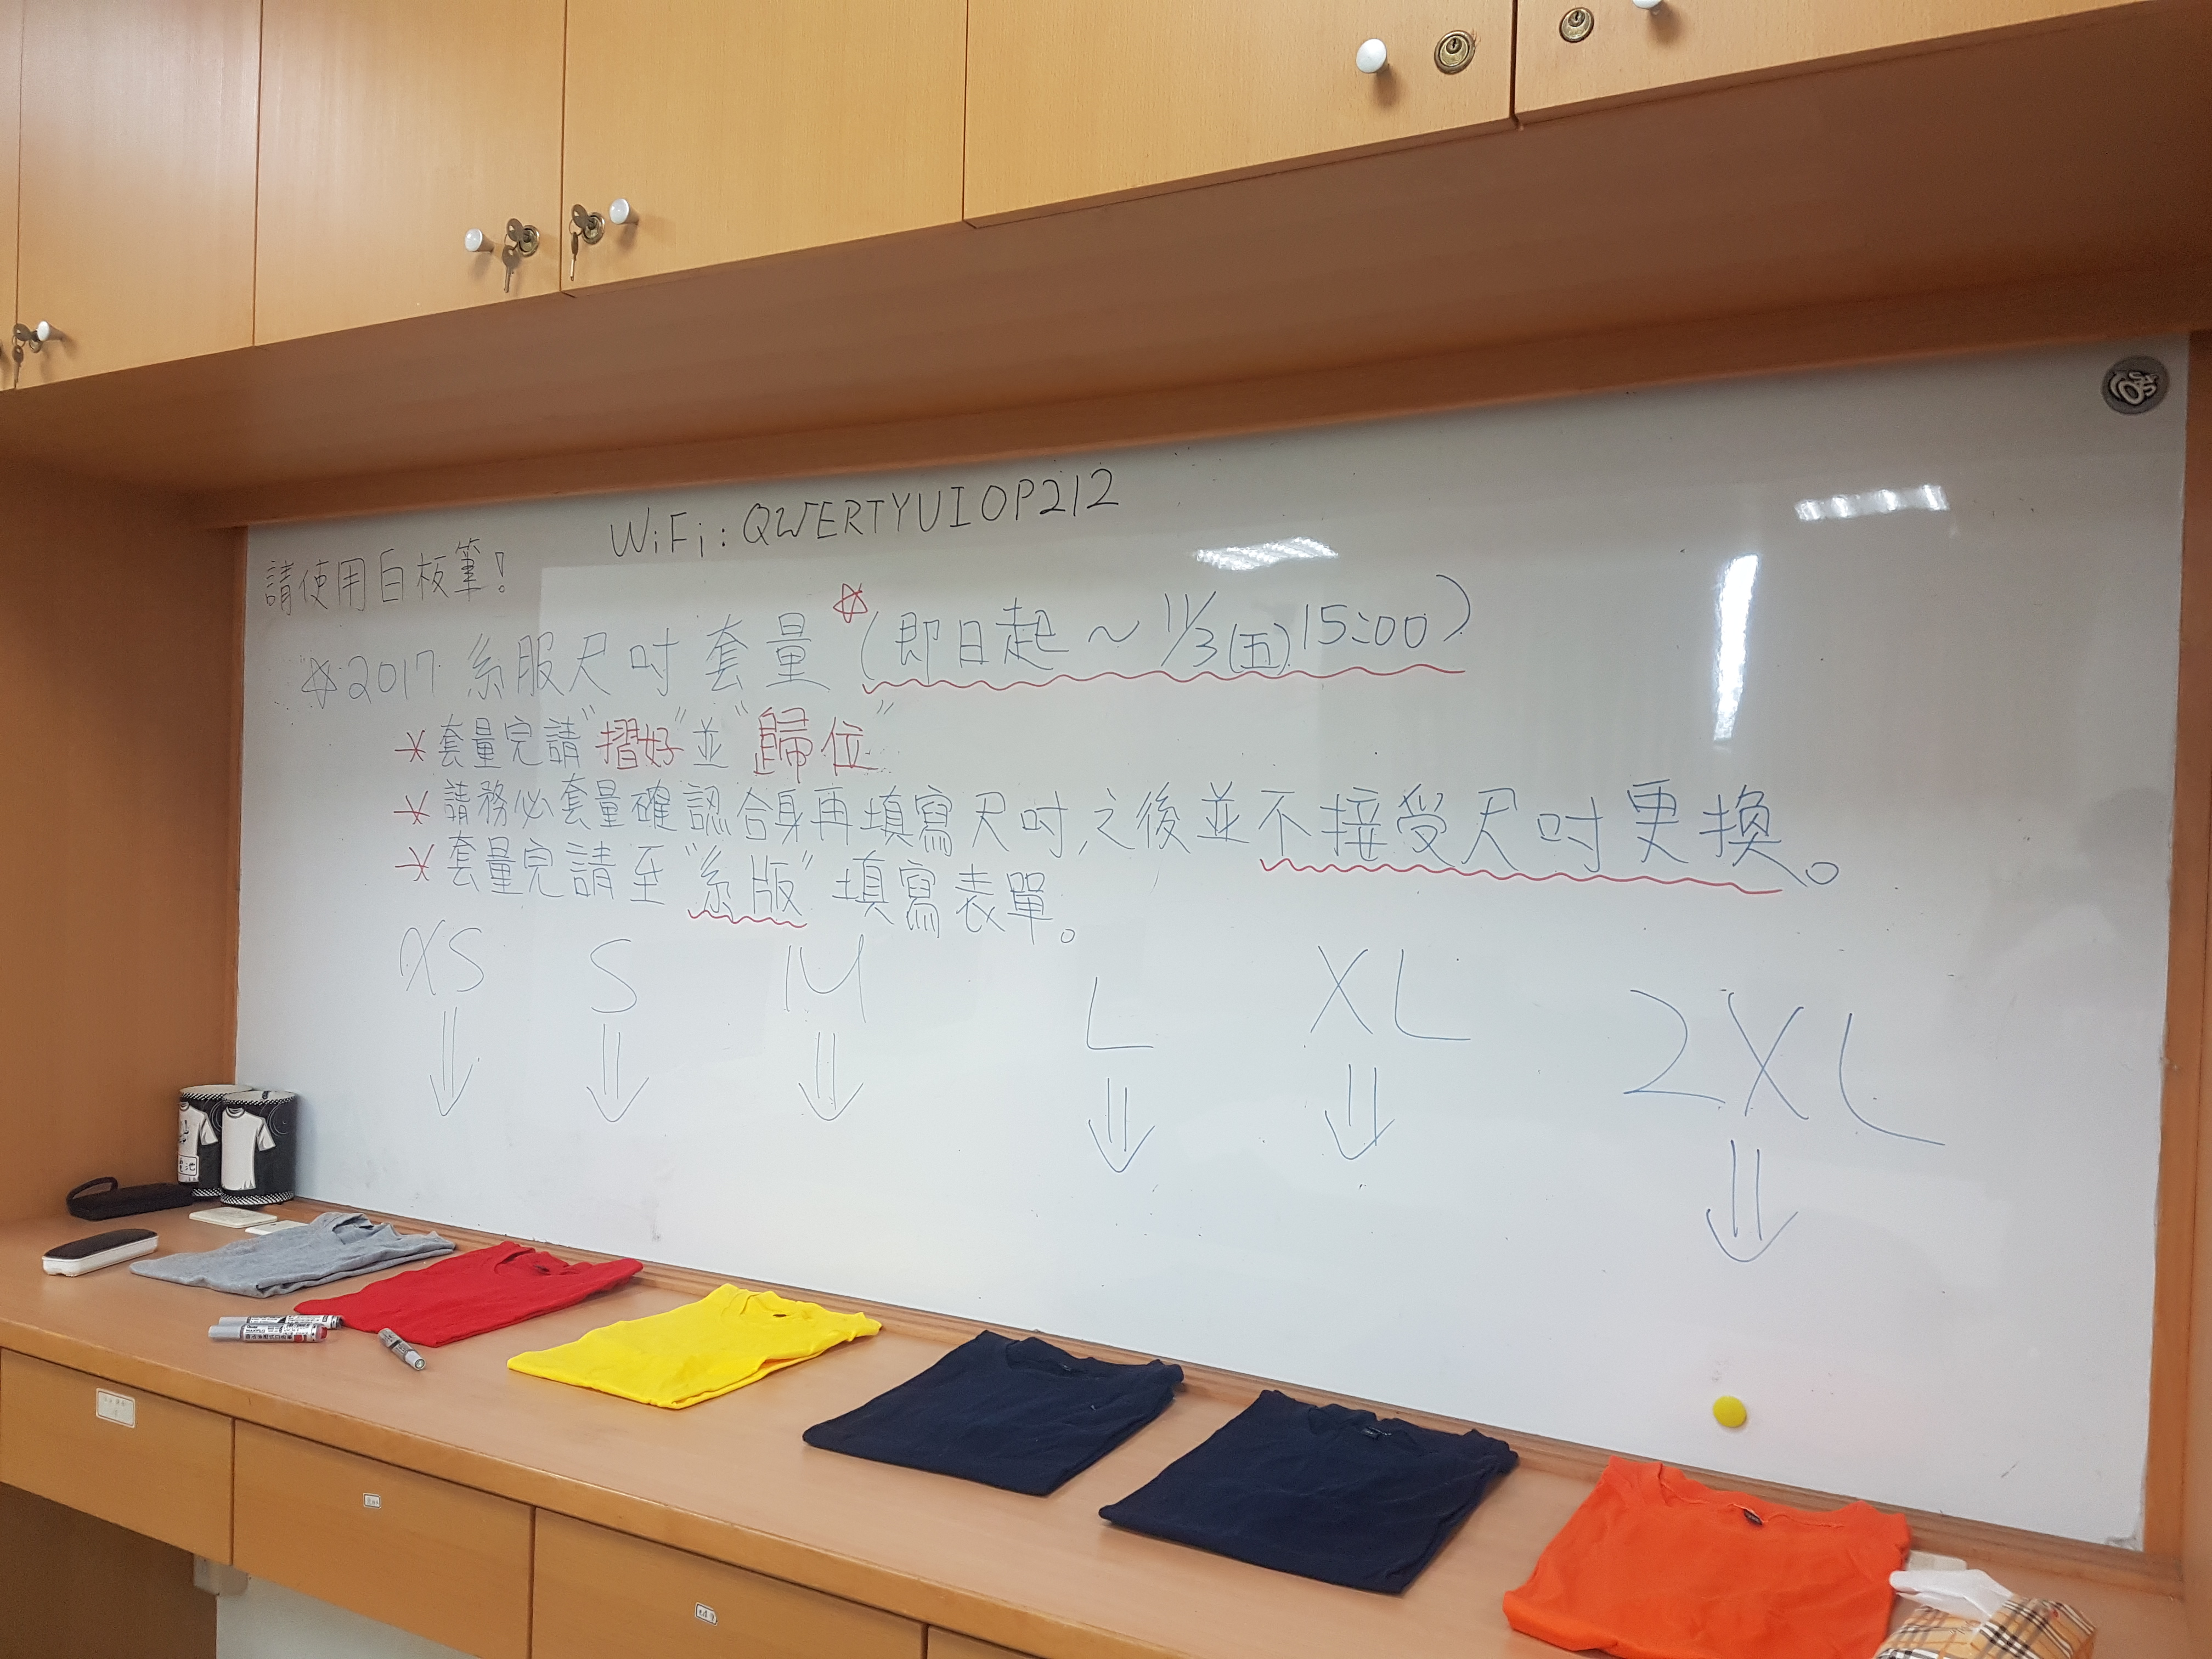 WiFi：QWERTYUIOP212
請使用白板筆！
☆2017 系服尺吋套量☆(即日起～11/3(五)15:00)
＊套量完請"摺好"並"歸位"
＊請務必套量確認合身再填寫尺吋,之後並不接受尺吋更換。
＊套量完請至"系版"填寫表單。
XS S M L XL 2XL